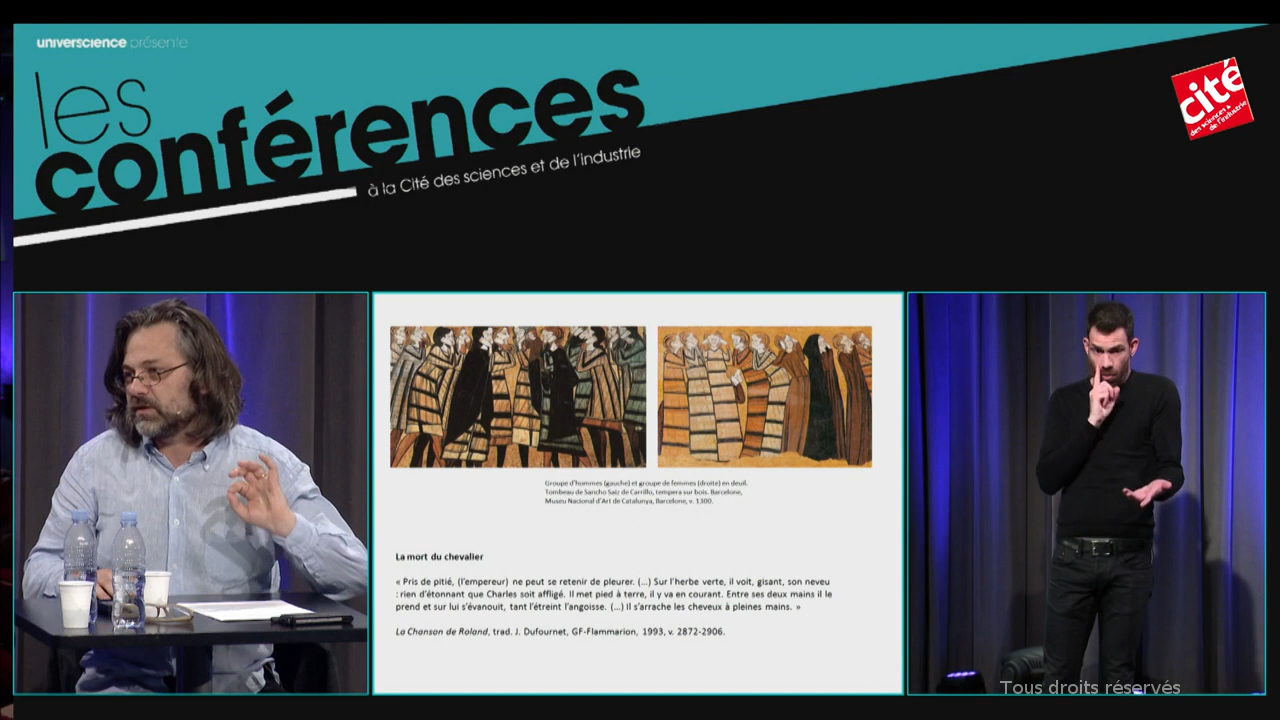 universcience présente
les
conférences
à la Cité des sciences et de l'industrie
cité
des sciences &
de l'industrie
Groupe d'hommes (gauche) et groupe de femmes (droite) en deuil.
Tombeau de Sancho Saiz de Carrillo, tempera sur bois. Barcelone,
Museu Nacional d'Art de Catalunya, Barcelone, v. 1300.
La mort du chevalier
« Pris de pitié, (l'empereur) ne peut se retenir de pleurer. (...) Sur l'herbe verte, il voit, gisant, son neveu
: rien d'étonnant que Charles soit affligé. Il met pied à terre, il y va en courant. Entre ses deux mains il le
prend et sur lui s'évanouit, tant l'étreint l'angoisse. (...) Il s'arrache les cheveux à pleines mains. »
La Chanson de Roland, trad. J. Dufournet, GF-Flammarion, 1993, v. 2872-2906.
Tous droits réservés